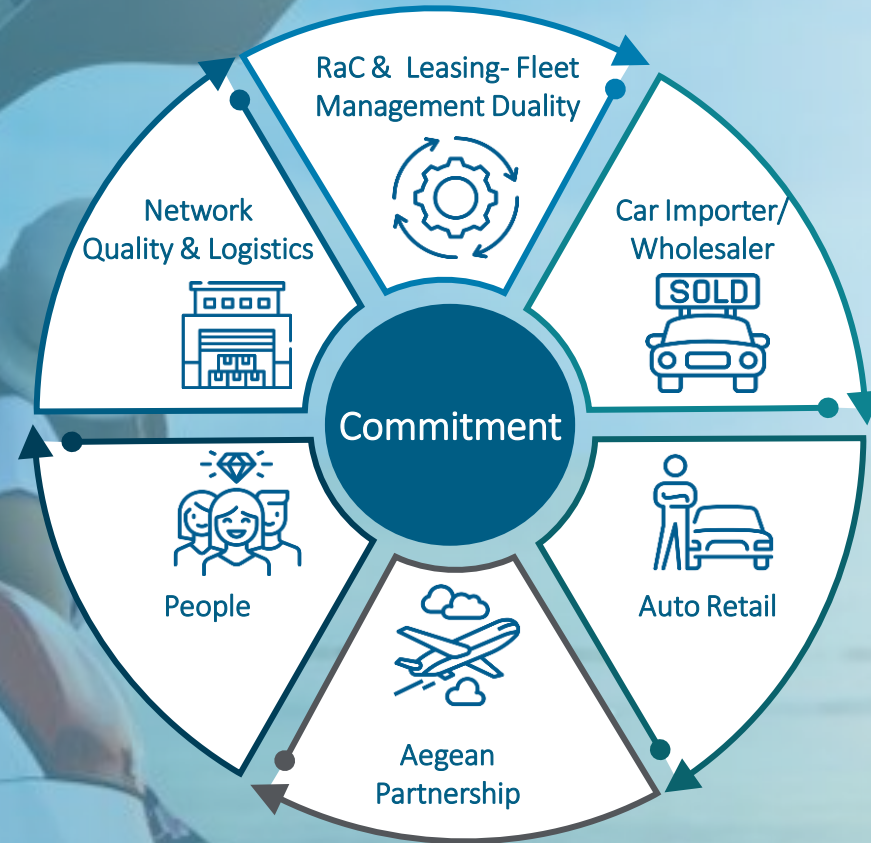 RaC & Leasing- Fleet
Management Duality
Car Importer/
Wholesaler
SOLD
Auto Retail
Aegean
Partnership
People
Network
Quality & Logistics
Commitment